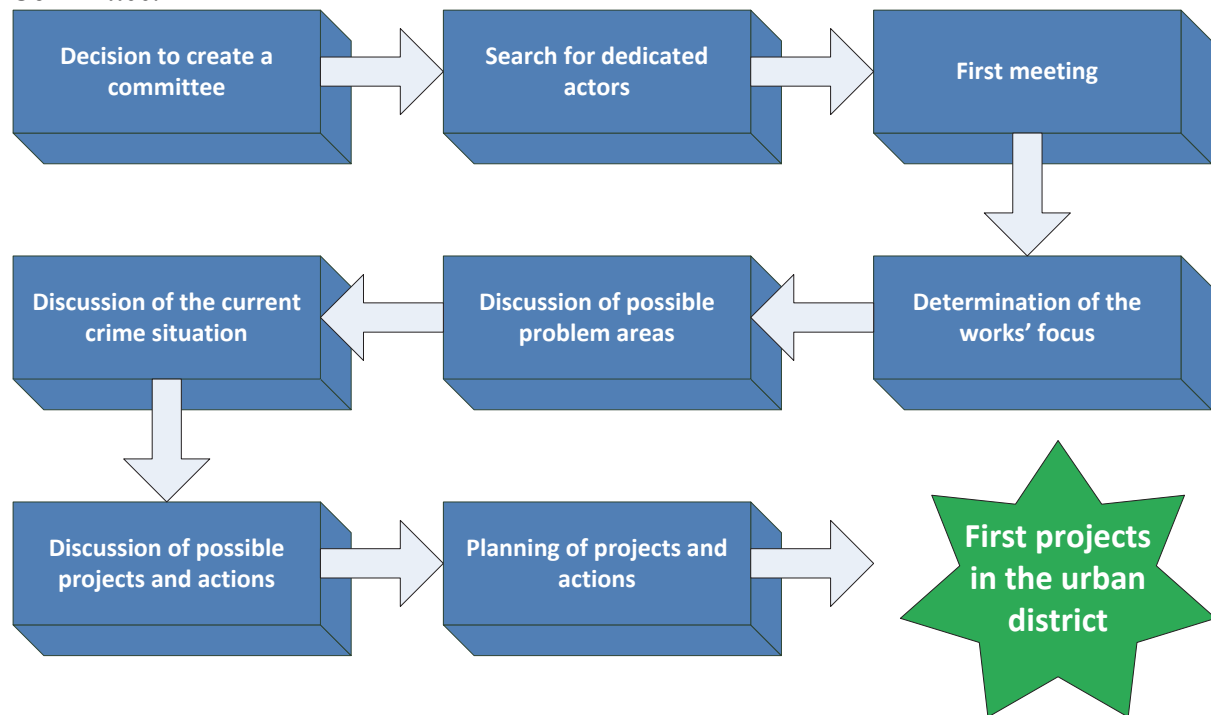 Decision to create a
committee
Search for dedicated
actors
First meeting
Determination of the
works’ focus
Discussion of possible
problem areas
Discussion of the current
crime situation
Discussion of possible
projects and actions
Planning of projects and
actions
First projects
in the urban
district